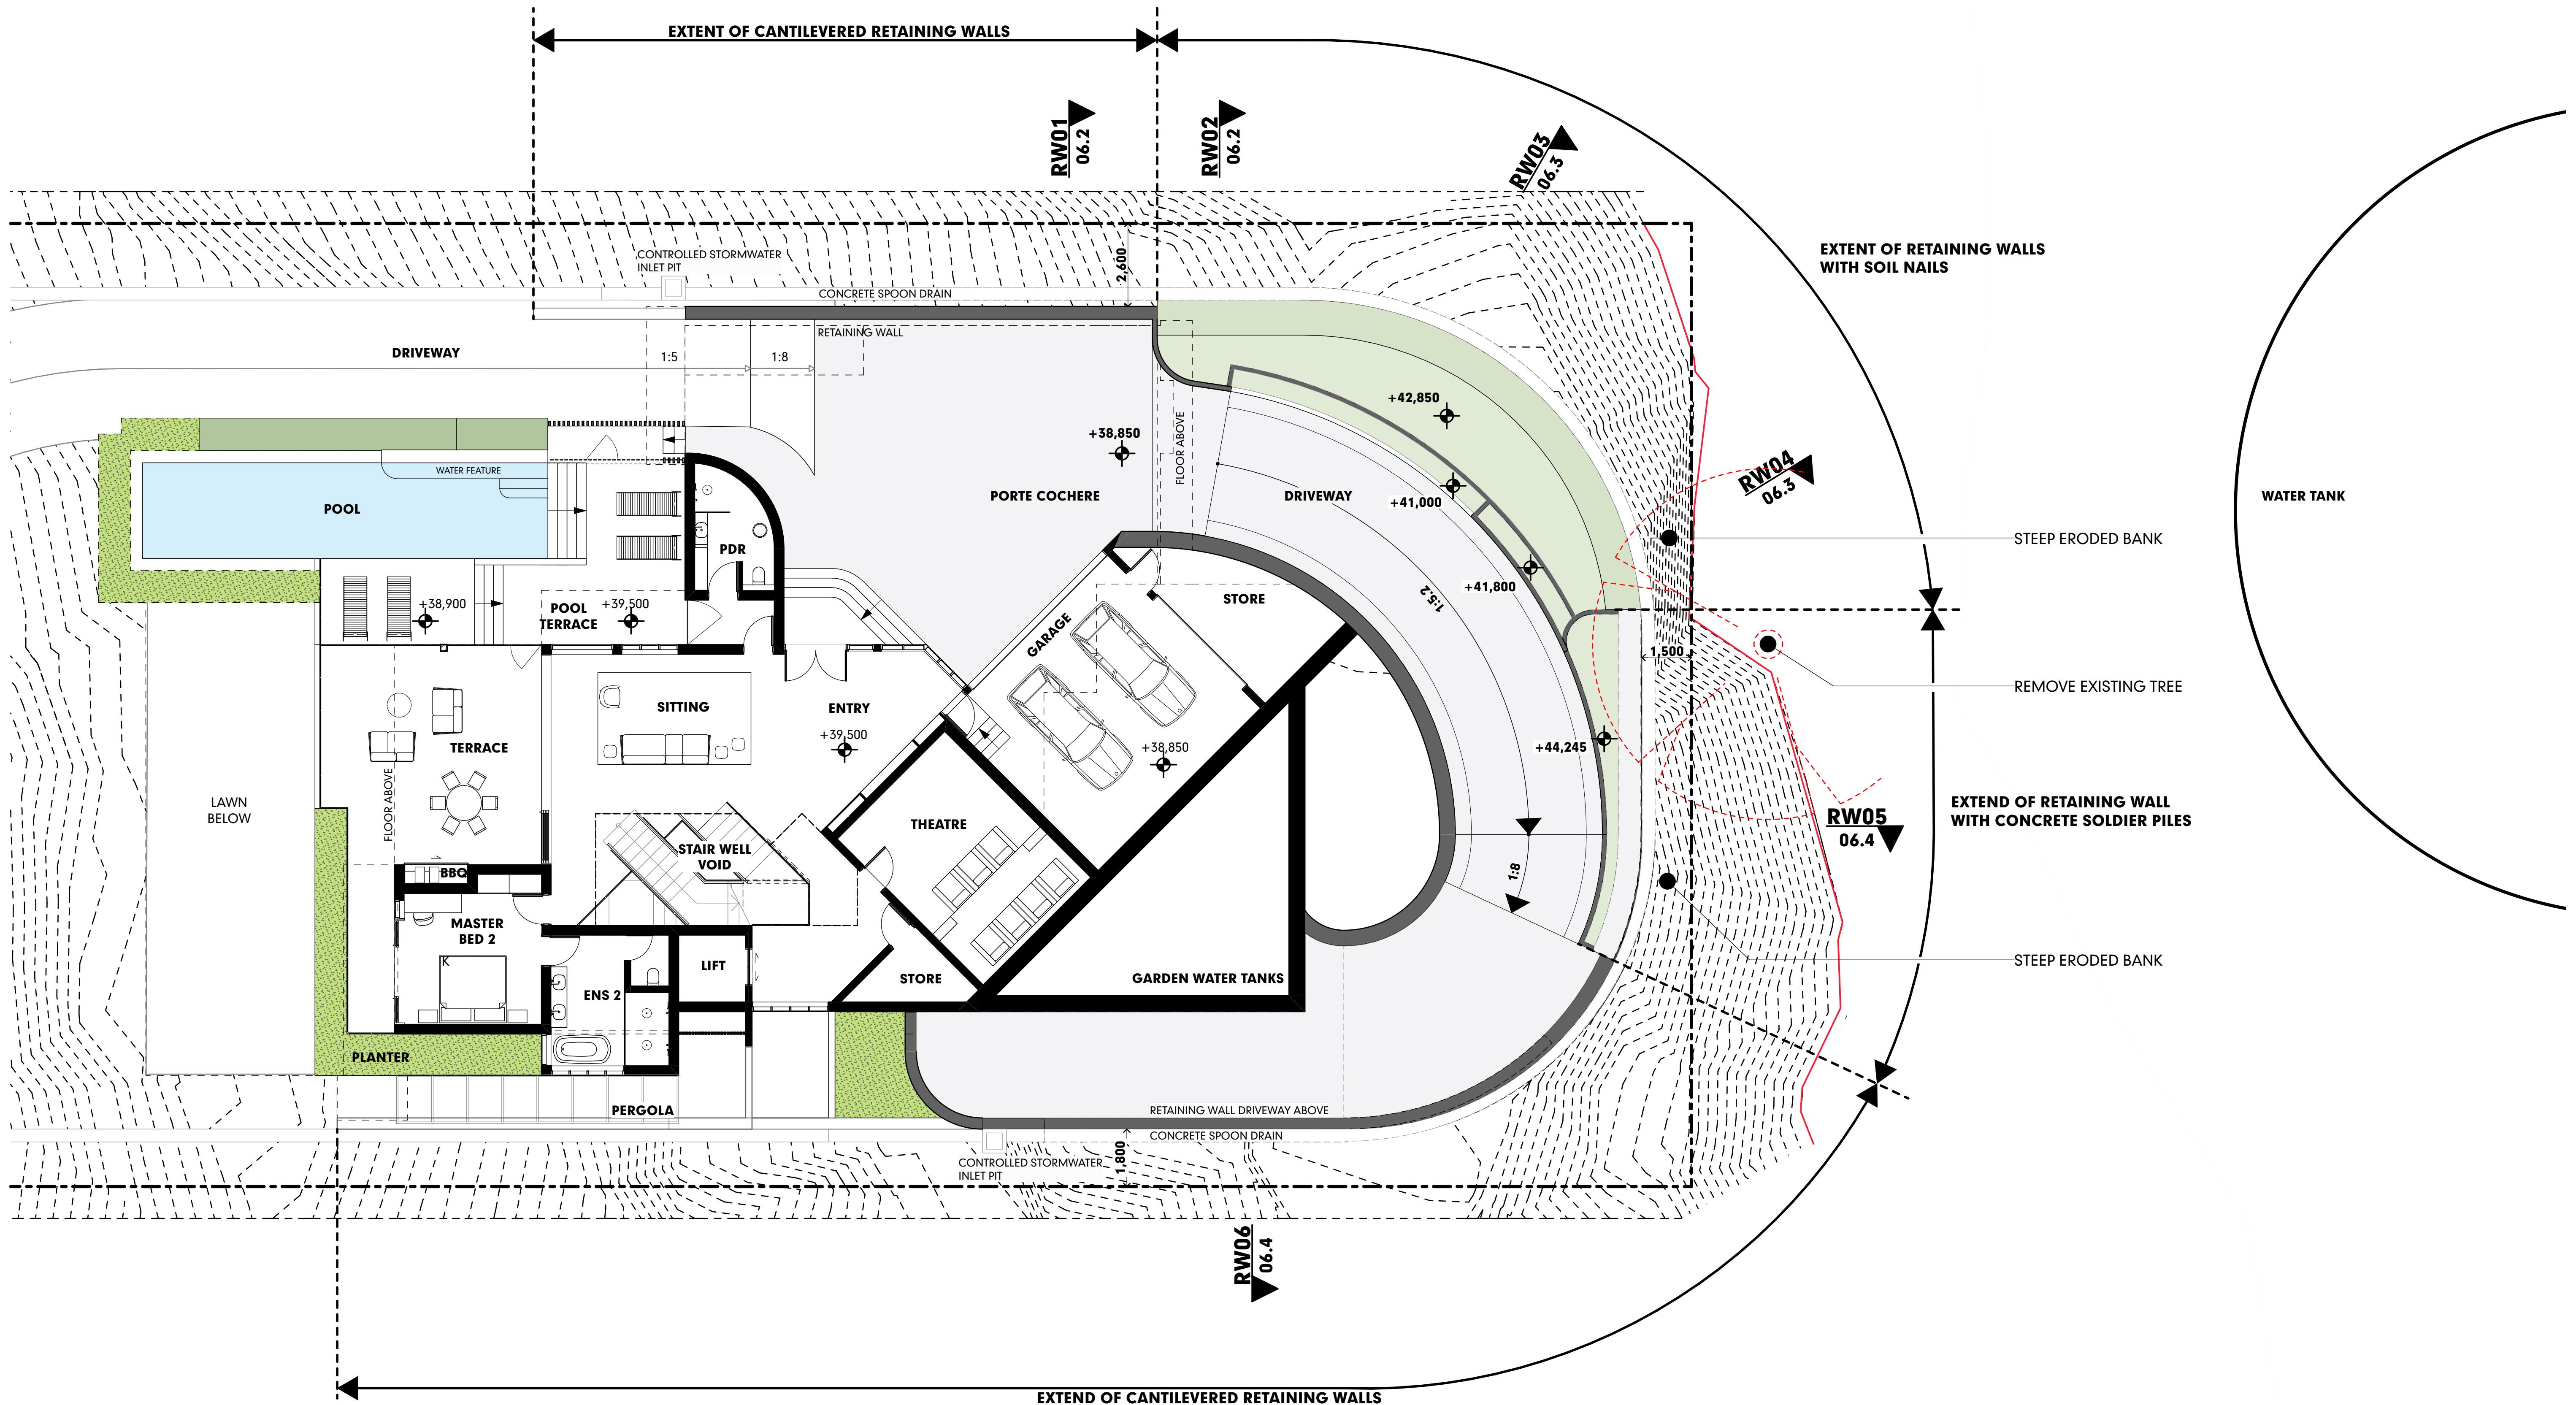 EXTENT OF CANTILEVERED RETAINING WALLS
RW01
06.2
RW02
06.2
RW03
06.3
EXTENT OF RETAINING WALLS
WITH SOIL NAILS
CONTROLLED STORMWATER
INLET PIT
2,600
CONCRETE SPOON DRAIN
RETAINING WALL
DRIVEWAY
1:5
1:8
+42,850
+38,850
FLOOR ABOVE
RW04
06.3
WATER FEATURE
POOL
PORTE COCHERE
DRIVEWAY
+41,000
WATER TANK
STEEP ERODED BANK
PDR
+41,800
1:5.2
STORE
+38,900
POOL
TERRACE
+39,500
GARAGE
1,500
REMOVE EXISTING TREE
SITTING
ENTRY
+39,500
TERRACE
+38,850
+44,245
LAWN
BELOW
FLOOR ABOVE
THEATRE
RW05
06.4
EXTEND OF RETAINING WALL
WITH CONCRETE SOLDIER PILES
STAIR WELL
VOID
BBQ
1:8
MASTER
BED 2
K
LIFT
STORE
GARDEN WATER TANKS
STEEP ERODED BANK
ENS 2
PLANTER
PERGOLA
RETAINING WALL DRIVEWAY ABOVE
CONCRETE SPOON DRAIN
CONTROLLED STORMWATER
INLET PIT
1,800
RW06
06.4
EXTEND OF CANTILEVERED RETAINING WALLS